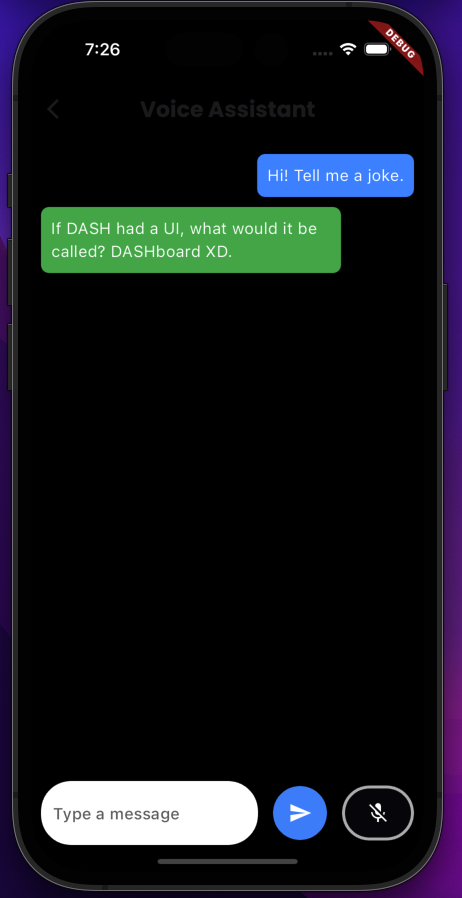 7:26
DEBUG
Voice Assistant
Hi! Tell me a joke.
If DASH had a UI, what would it be
called? DASHboard XD.
Type a message